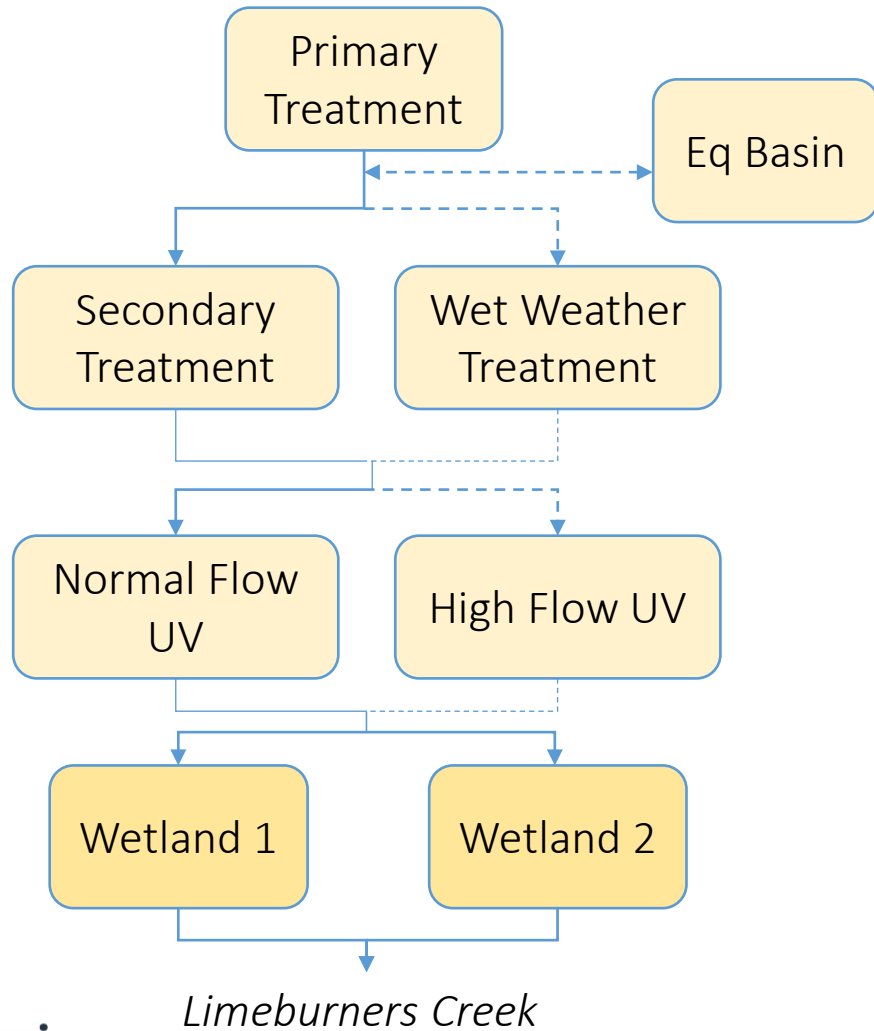 Primary
Treatment
Eq Basin
Secondary
Treatment
Wet Weather
Treatment
Normal Flow
UV
High Flow UV
Wetland 1
Wetland 2
Limeburners Creek